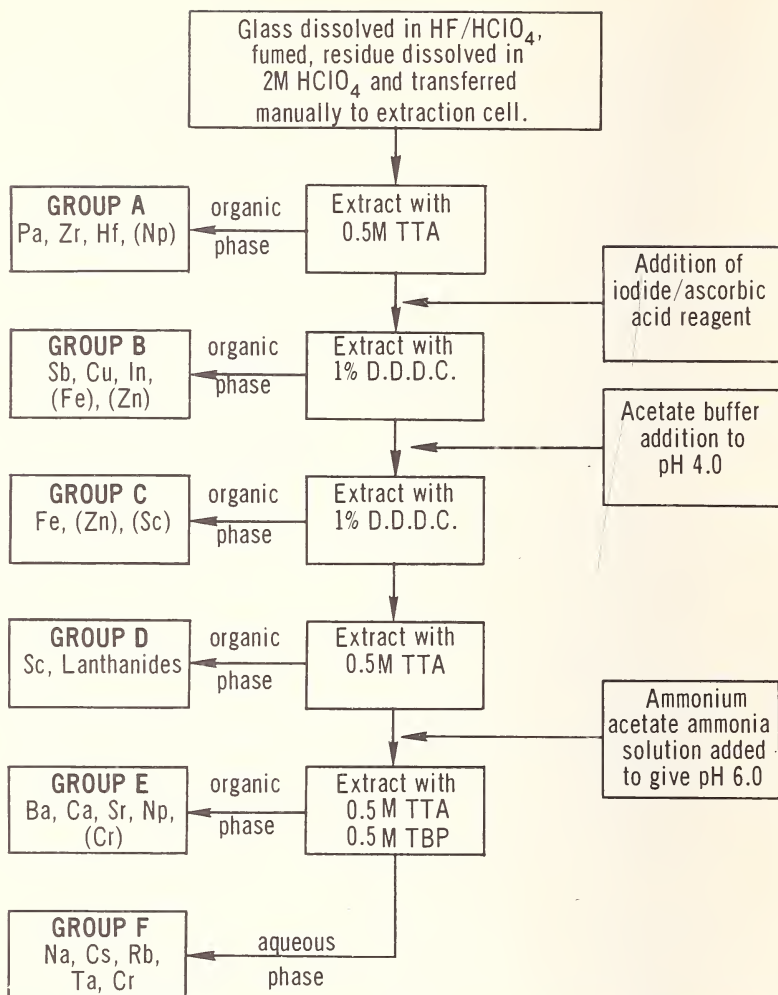 Glass dissolved in HF/HClO4,
fumed, residue dissolved in
2M HClO4 and transferred
manually to extraction cell.
GROUP A
Pa, Zr, Hf, (Np)
organic
phase
Extract with
0.5M TTA
Addition of
iodide/ascorbic
acid reagent
GROUP B
Sb, Cu, In,
(Fe), (Zn)
organic
phase
Extract with
1% D.D.D.C.
Acetate buffer
addition to
pH 4.0
GROUP C
Fe, (Zn), (Sc)
organic
phase
Extract with
1% D.D.D.C.
GROUP D
Sc, Lanthanides
organic
phase
Extract with
0.5M TTA
Ammonium
acetate ammonia
solution added
to give pH 6.0
GROUP E
Ba, Ca, Sr, Np,
(Cr)
organic
phase
Extract with
0.5M TTA
0.5M TBP
GROUP F
Na, Cs, Rb,
Ta, Cr
aqueous
phase